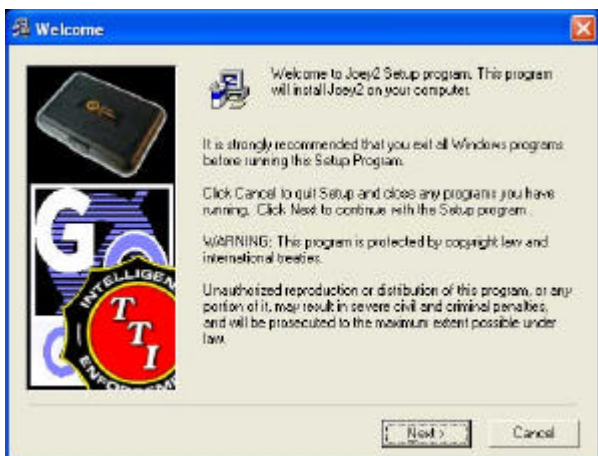 Welcome
Welcome to Joey2 Setup program. This program
will install Joey2 on your computer.
It is strongly recommended that you exit all Windows programs
before running this Setup Program.
Click Cancel to quit Setup and close any programs you have
running. Click Next to continue with the Setup program.
WARNING: This program is protected by copyright law and
international treaties.
Unauthorized reproduction or distribution of this program, or any
portion of it, may result in severe civil and criminal penalties,
and will be prosecuted to the maximum extent possible under
law.
G
TTI
Next >
Cancel